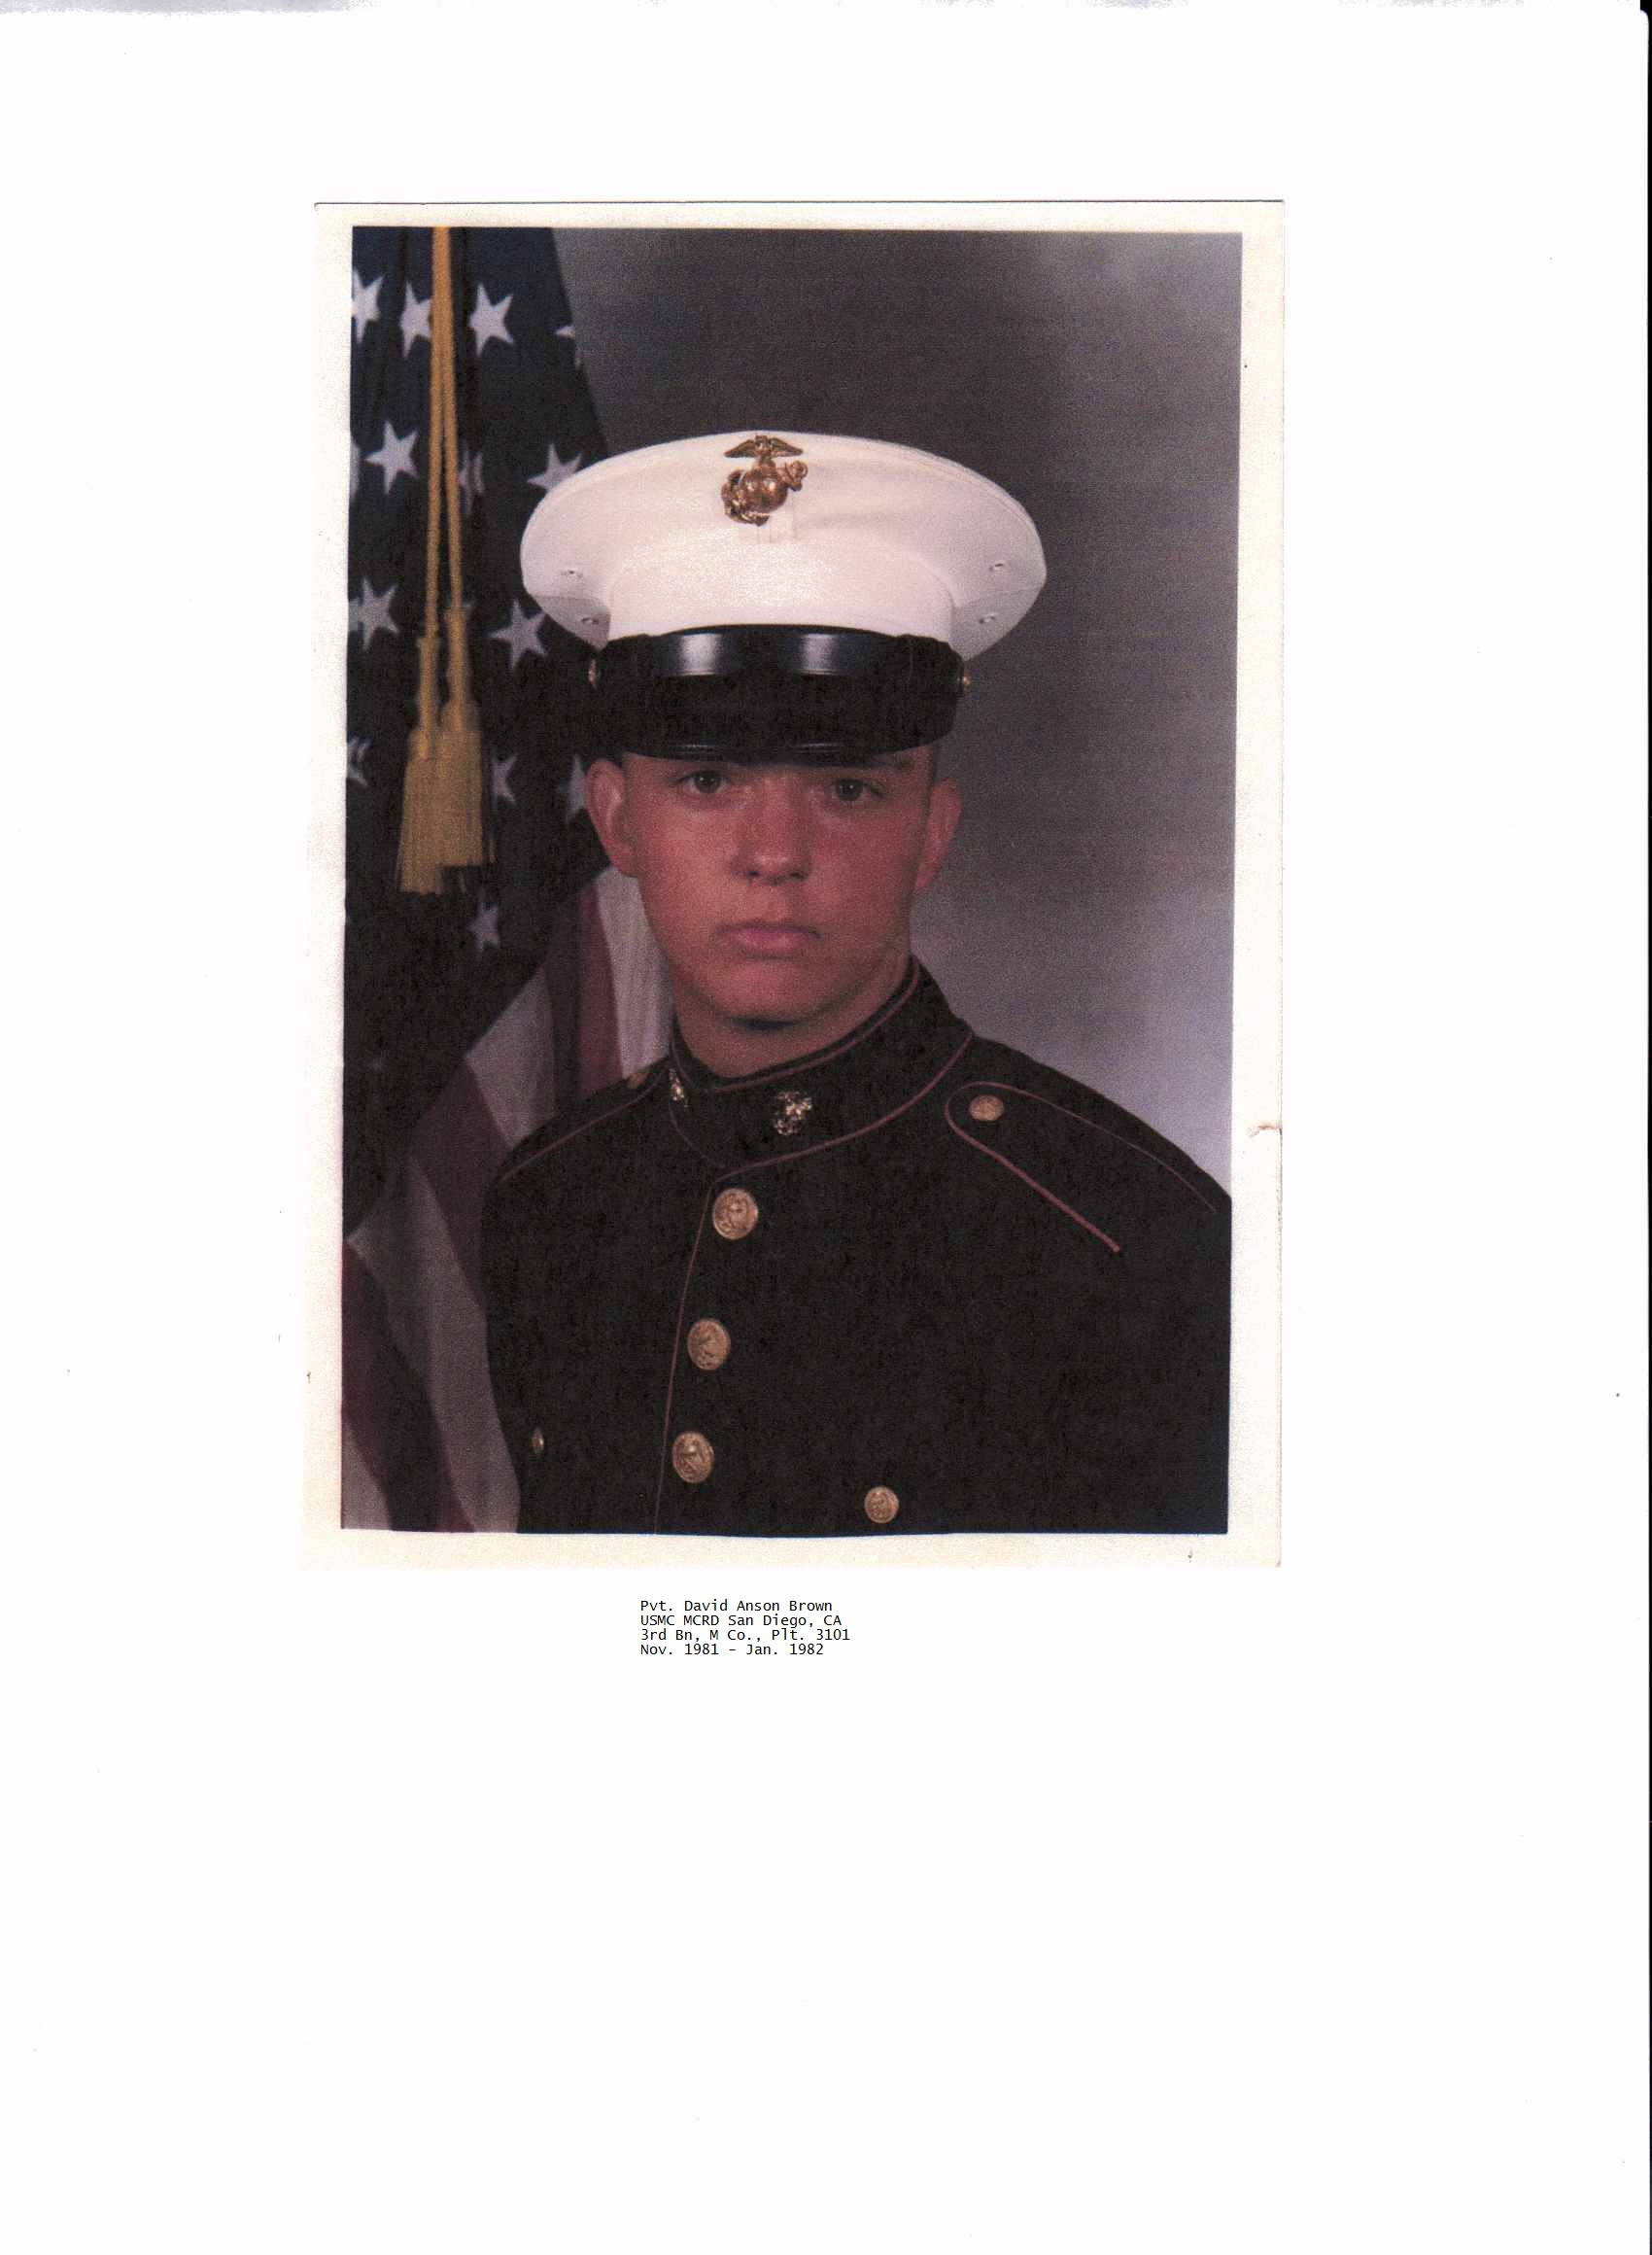 Pvt. David Anson Brown
USMC MCRD San Diego, CA
3rd Bn, M Co., Plt. 3101
Nov. 1981 - Jan. 1982